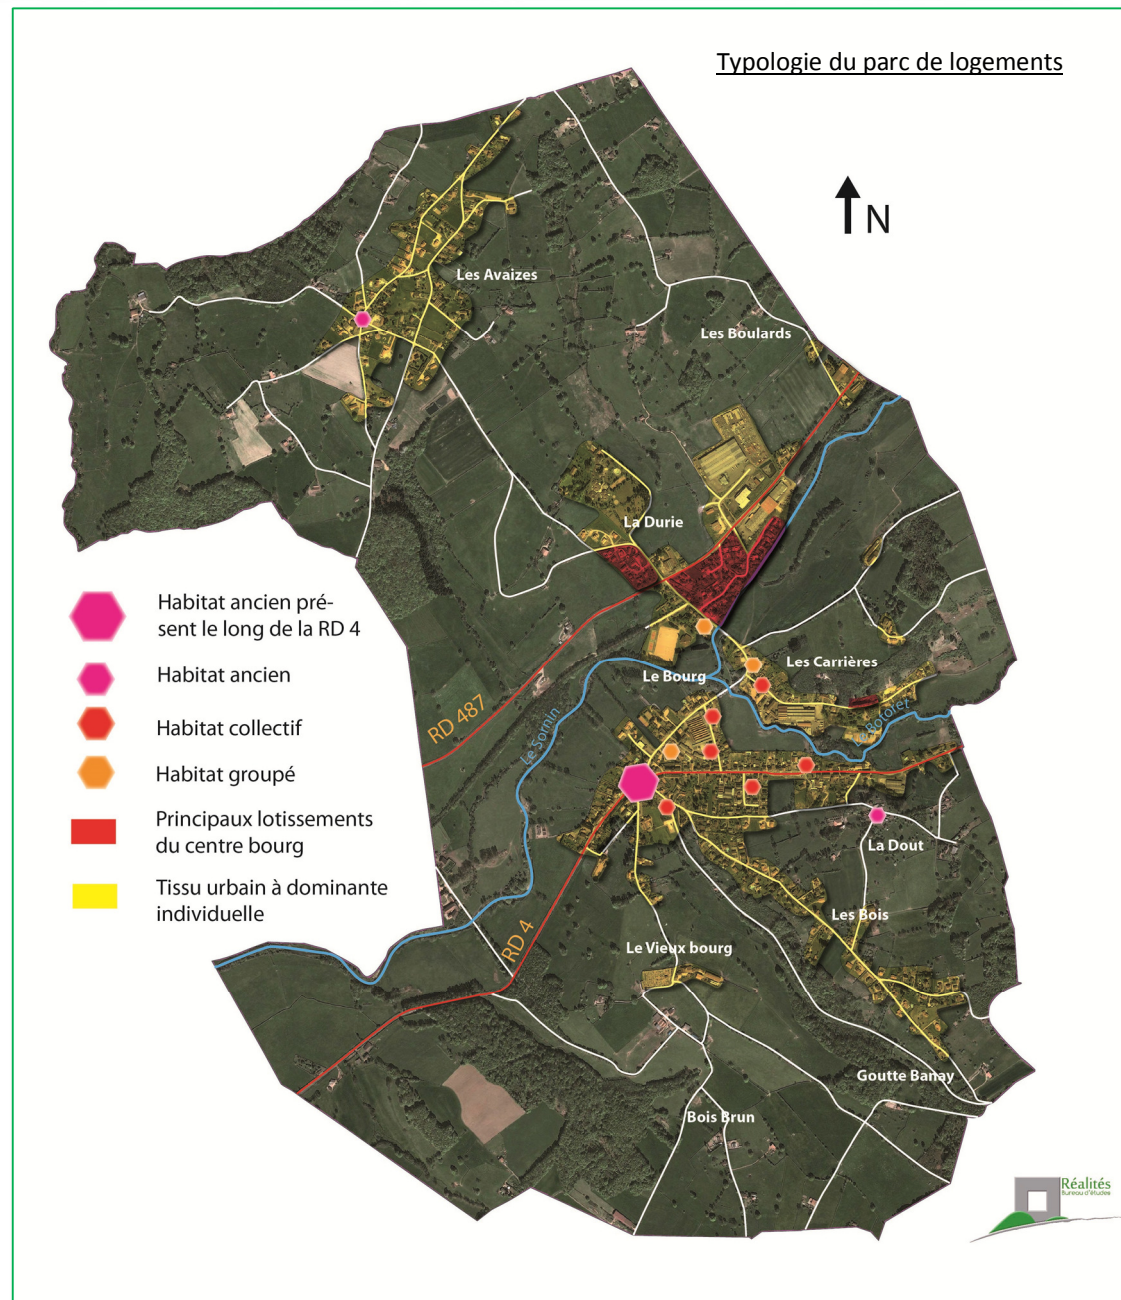 Typologie du parc de logements
N
Les Avaizes
Les Boulards
La Durie
Habitat ancien pré-
sent le long de la RD 4
Habitat ancien
Habitat collectif
Habitat groupé
Principaux lotissements
du centre bourg
Tissu urbain à dominante
individuelle
Les Carrières
Le Bourg
RD 487
Le Sornin
Botoret
La Dout
Les Bois
RD 4
Le Vieux bourg
Goutte Banay
Bois Brun
Réalités
Bureau d'études